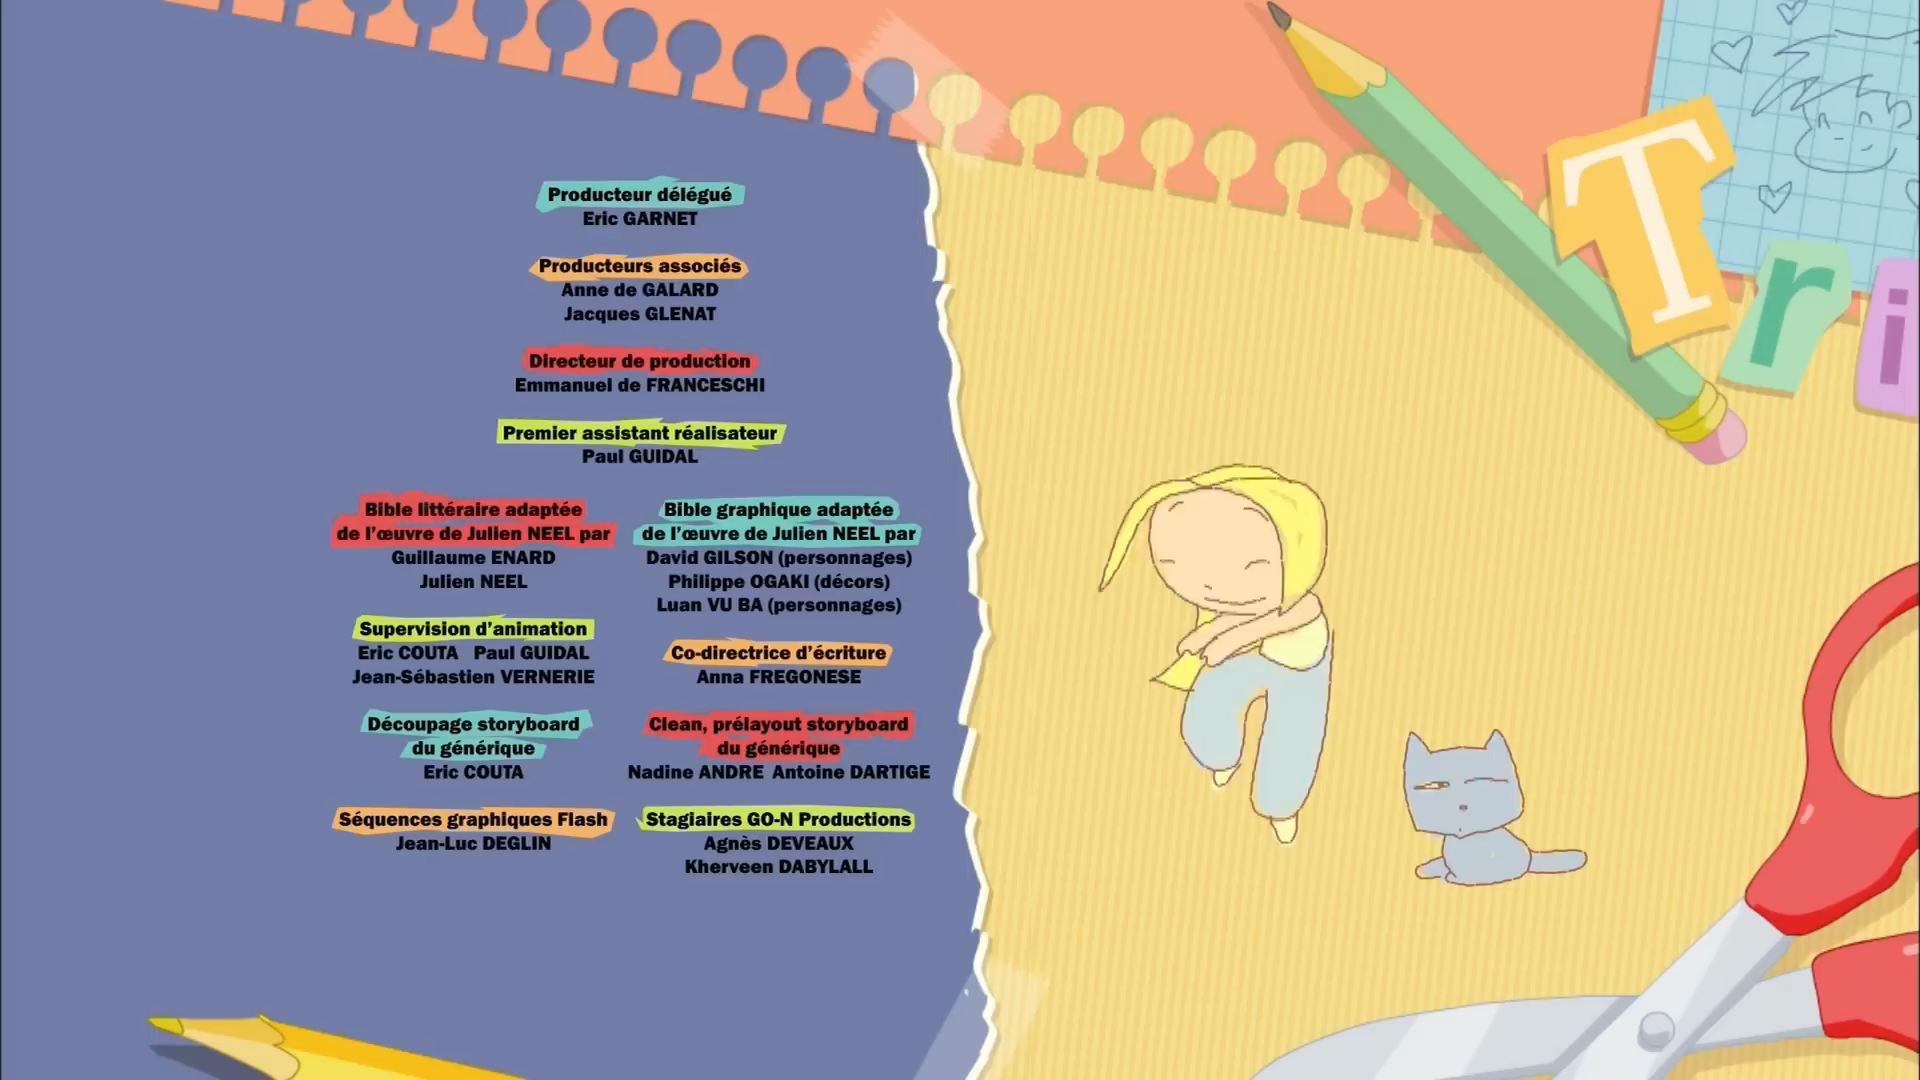 Producteur délégué
Eric GARNET
Producteurs associés
Anne de GALARD
Jacques GLENAT
Directeur de production
Emmanuel de FRANCESCHI
Premier assistant réalisateur
Paul GUIDAL
Bible littéraire adaptée
de l'œuvre de Julien NEEL par
Guillaume ENARD
Julien NEEL
Bible graphique adaptée
de l'œuvre de Julien NEEL par
David GILSON (personnages)
Philippe OGAKI (décors)
Luan VU BA (personnages)
Supervision d'animation
Eric COUTA Paul GUIDAL
Jean-Sébastien VERNERIE
Co-directrice d'écriture
Anna FREGONESE
Découpage storyboard
du générique
Eric COUTA
Clean, prélayout storyboard
du générique
Nadine ANDRE Antoine DARTIGE
Séquences graphiques Flash
Jean-Luc DEGLIN
Stagiaires GO-N Productions
Agnès DEVEAUX
Kherveen DABYLALL
Tri